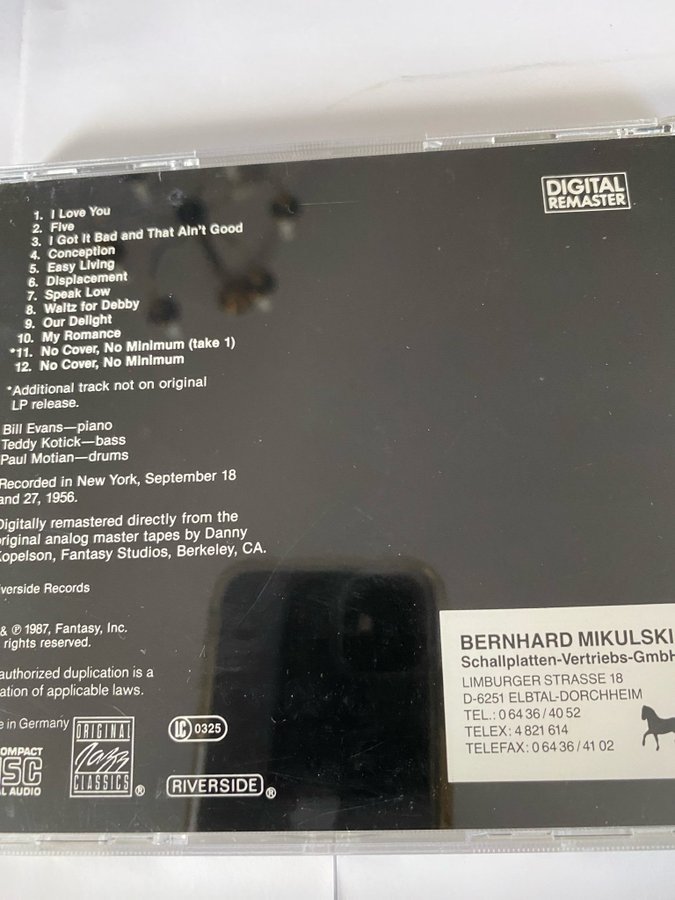 DIGITAL
REMASTER
1. I Love You
2. Five
3. I Got It Bad and That Ain't Good
4. Conception
5. Easy Living
6. Displacement
7. Speak Low
8. Waltz for Debby
9. Our Delight
10. My Romance
*11. No Cover, No Minimum (take 1)
12. No Cover, No Minimum
*Additional track not on original
LP release.
Bill Evans—piano
Teddy Kotick—bass
Paul Motian—drums
Recorded in New York, September 18
and 27, 1956.
Digitally remastered directly from the
original analog master tapes by Danny
Kopelson, Fantasy Studios, Berkeley, CA.
iverside Records
& ℗ 1987, Fantasy, Inc.
rights reserved.
authorized duplication is a
ation of applicable laws.
e in Germany
COMPACT
DISC
AL AUDIO
ORIGINAL
Jazz
CLASSICS ®
LC 0325
RIVERSIDE ®
BERNHARD MIKULSKI
Schallplatten-Vertriebs-GmbH
LIMBURGER STRASSE 18
D-6251 ELBTAL-DORCHHEIM
TEL.: 0 64 36 / 40 52
TELEX: 4 821 614
TELEFAX: 0 64 36 / 41 02